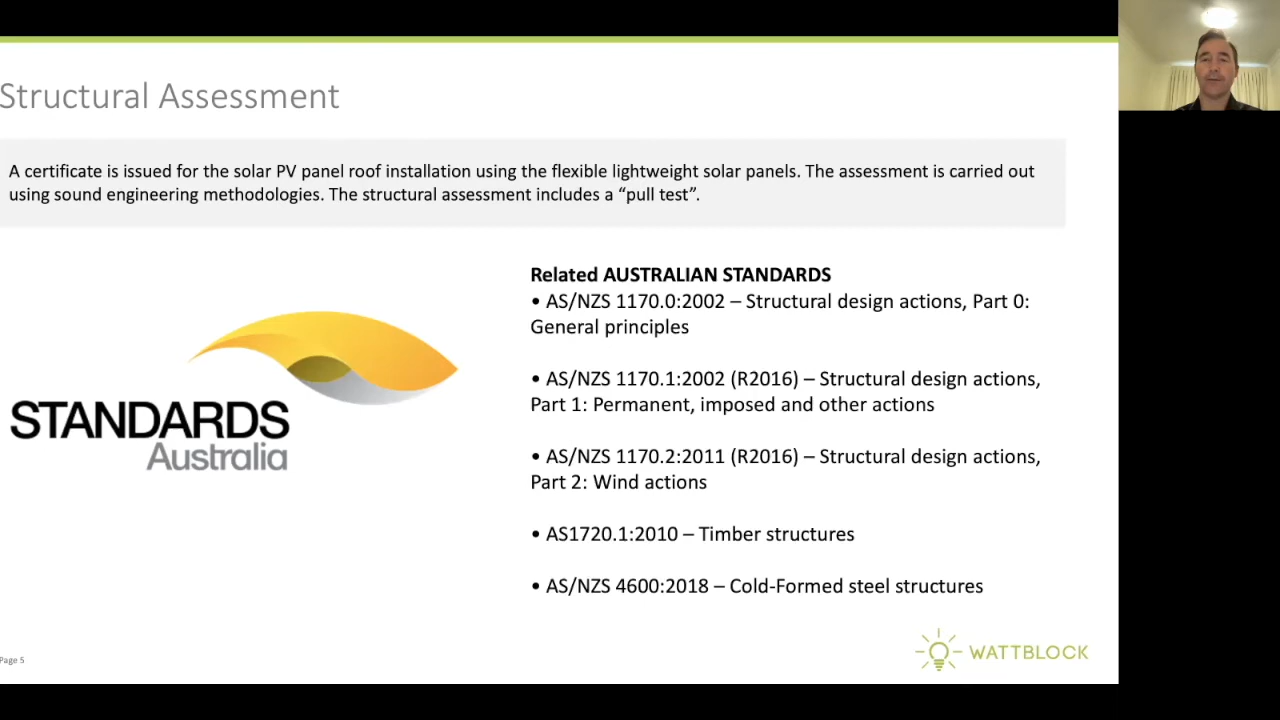 Structural Assessment
A certificate is issued for the solar PV panel roof installation using the flexible lightweight solar panels. The assessment is carried out
using sound engineering methodologies. The structural assessment includes a “pull test”.
Related AUSTRALIAN STANDARDS
• AS/NZS 1170.0:2002 – Structural design actions, Part 0:
General principles
• AS/NZS 1170.1:2002 (R2016) – Structural design actions,
Part 1: Permanent, imposed and other actions
• AS/NZS 1170.2:2011 (R2016) – Structural design actions,
Part 2: Wind actions
• AS1720.1:2010 – Timber structures
• AS/NZS 4600:2018 – Cold-Formed steel structures
STANDARDS
Australia
Page 5
WATTBLOCK